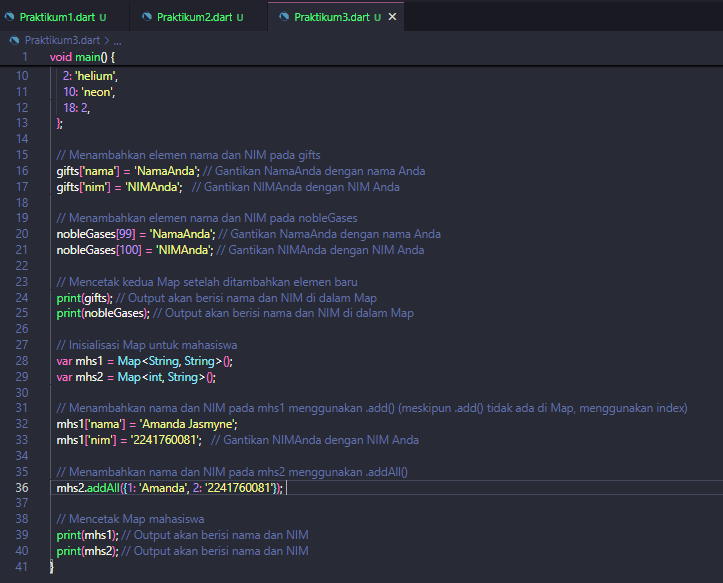 Praktikum1.dart U Praktikum2.dart U Praktikum3.dart U ×
Praktikum3.dart > ...
1 void main() {
10 2: 'helium',
11 10: 'neon',
12 18: 2,
13 };
14
15 // Menambahkan elemen nama dan NIM pada gifts
16 gifts['nama'] = 'NamaAnda'; // Gantikan NamaAnda dengan nama Anda
17 gifts['nim'] = 'NIMAnda'; // Gantikan NIMAnda dengan NIM Anda
18
19 // Menambahkan elemen nama dan NIM pada nobleGases
20 nobleGases[99] = 'NamaAnda'; // Gantikan NamaAnda dengan nama Anda
21 nobleGases[100] = 'NIMAnda'; // Gantikan NIMAnda dengan NIM Anda
22
23 // Mencetak kedua Map setelah ditambahkan elemen baru
24 print(gifts); // Output akan berisi nama dan NIM di dalam Map
25 print(nobleGases); // Output akan berisi nama dan NIM di dalam Map
26
27 // Inisialisasi Map untuk mahasiswa
28 var mhs1 = Map<String, String>();
29 var mhs2 = Map<int, String>();
30
31 // Menambahkan nama dan NIM pada mhs1 menggunakan .add() (meskipun .add() tidak ada di Map, menggunakan index)
32 mhs1['nama'] = 'Amanda Jasmyne';
33 mhs1['nim'] = '2241760081'; // Gantikan NIMAnda dengan NIM Anda
34
35 // Menambahkan nama dan NIM pada mhs2 menggunakan .addAll()
36 mhs2.addAll({1: 'Amanda', 2: '2241760081'});
37
38 // Mencetak Map mahasiswa
39 print(mhs1); // Output akan berisi nama dan NIM
40 print(mhs2); // Output akan berisi nama dan NIM
41 }